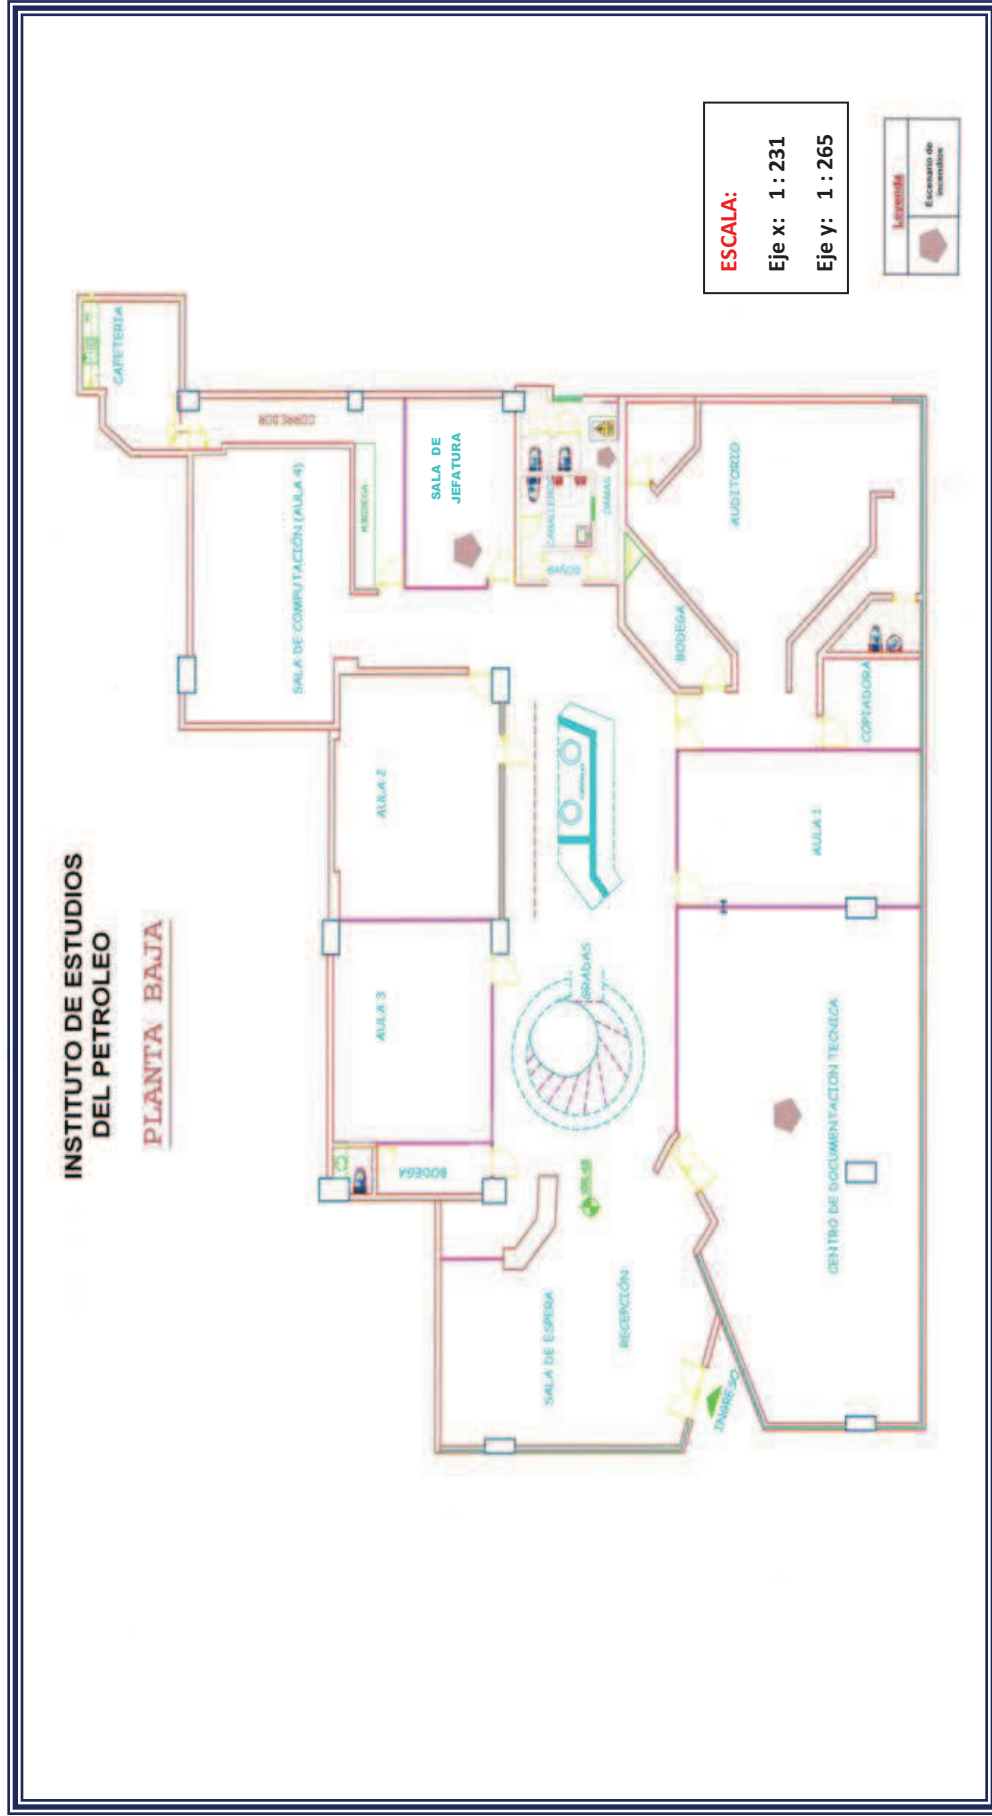 INSTITUTO DE ESTUDIOS
DEL PETROLEO
PLANTA BAJA
CAFETERIA
CORREDOR
SALA DE COMPUTACIÓN (AULA 4)
SALA DE
JEFATURA
CABALLEROS
DAMAS
BAÑOS
AUDITORIO
BODEGA
COPIADORA
AULA 2
AULA 1
AULA 3
GRADAS
BODEGA
SALA DE ESPERA
RECEPCIÓN
INGRESO
CENTRO DE DOCUMENTACION TECNICA
ESCALA:
Eje x: 1 : 231
Eje y: 1 : 265
Leyenda
Escenario de
incendios